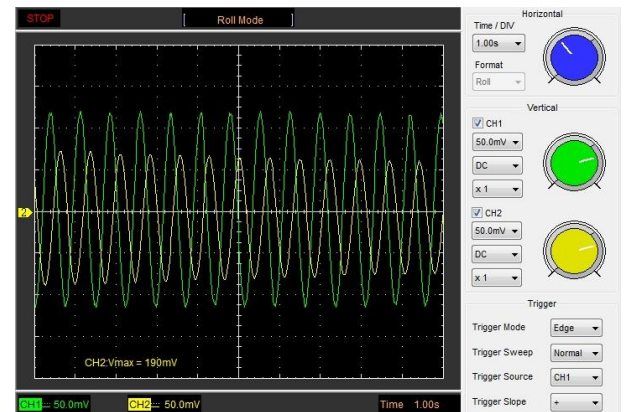 STOP
[ Roll Mode ]
2
CH2:Vmax = 190mV
CH1 50.0mV CH2 50.0mV Time 1.00s
Horizontal
Time / DIV
1.00s
Format
Roll
Vertical
CH1
50.0mV
DC
x 1
CH2
50.0mV
DC
x 1
Trigger
Trigger Mode Edge
Trigger Sweep Normal
Trigger Source CH1
Trigger Slope +